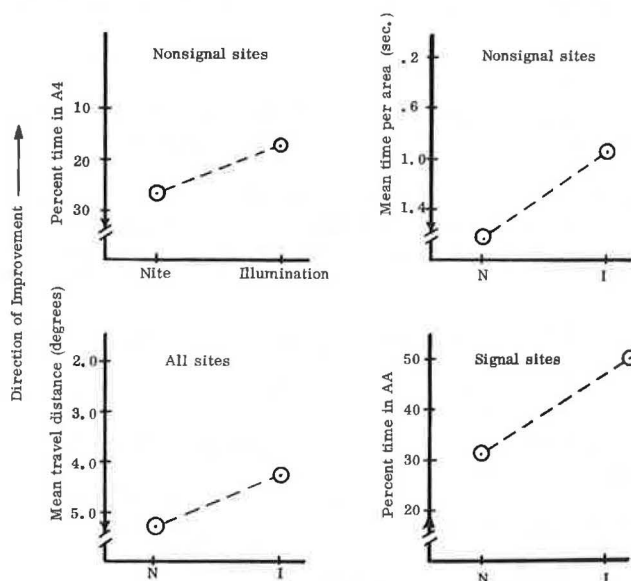 Direction of Improvement
Percent time in A4
Nonsignal sites
10
20
30
Nite
Illumination
Mean time per area (sec.)
Nonsignal sites
.2
.6
1.0
1.4
N
I
Mean travel distance (degrees)
All sites
2.0
3.0
4.0
5.0
N
I
Percent time in AA
Signal sites
50
40
30
20
N
I